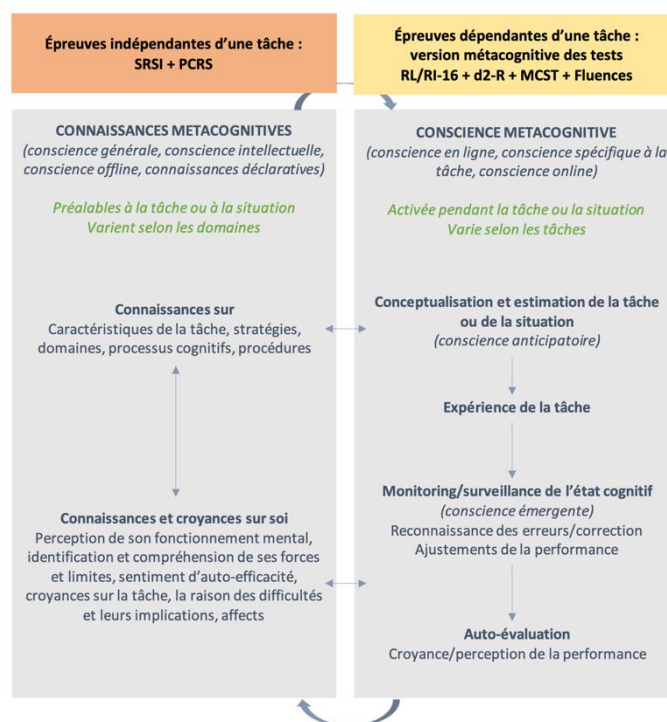 Épreuves indépendantes d'une tâche :
SRSI + PCRS
Épreuves dépendantes d'une tâche :
version métacognitive des tests
RL/RI-16 + d2-R + MCST + Fluences
CONNAISSANCES METACOGNITIVES
(conscience générale, conscience intellectuelle,
conscience offline, connaissances déclaratives)
Préalables à la tâche ou à la situation
Varient selon les domaines
Connaissances sur
Caractéristiques de la tâche, stratégies,
domaines, processus cognitifs, procédures
Connaissances et croyances sur soi
Perception de son fonctionnement mental,
identification et compréhension de ses forces
et limites, sentiment d'auto-efficacité,
croyances sur la tâche, la raison des difficultés
et leurs implications, affects
CONSCIENCE METACOGNITIVE
(conscience en ligne, conscience spécifique à la
tâche, conscience online)
Activée pendant la tâche ou la situation
Varie selon les tâches
Conceptualisation et estimation de la tâche
ou de la situation
(conscience anticipatoire)
Expérience de la tâche
Monitoring/surveillance de l'état cognitif
(conscience émergente)
Reconnaissance des erreurs/correction
Ajustements de la performance
Auto-évaluation
Croyance/perception de la performance